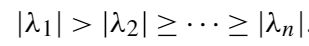 |λ₁| > |λ₂| ≥ ⋯ ≥ |λₙ|.